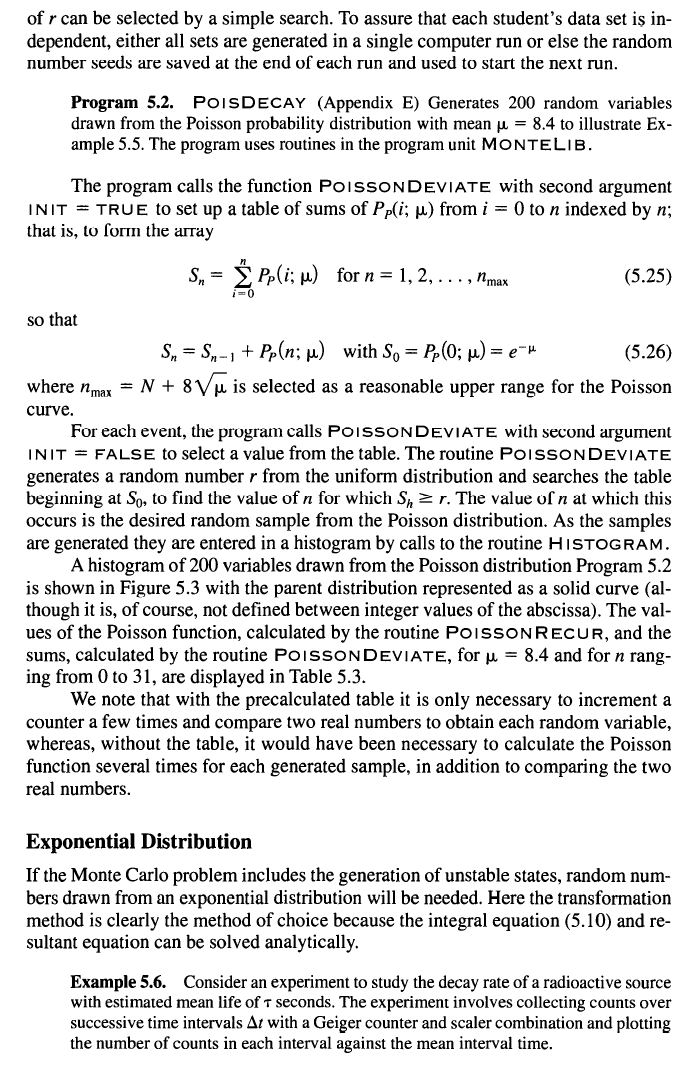 of r can be selected by a simple search. To assure that each student's data set is in-
dependent, either all sets are generated in a single computer run or else the random
number seeds are saved at the end of each run and used to start the next run.
Program 5.2. POISDECAY (Appendix E) Generates 200 random variables
drawn from the Poisson probability distribution with mean μ = 8.4 to illustrate Ex-
ample 5.5. The program uses routines in the program unit MONTELIB.
The program calls the function POISSONDEVIATE with second argument
INIT = TRUE to set up a table of sums of P_P(i; μ) from i = 0 to n indexed by n;
that is, to form the array
S_n = Σ_{i=0}^{n} P_P(i; μ) for n = 1, 2, . . . , n_max (5.25)
so that
S_n = S_{n-1} + P_P(n; μ) with S_0 = P_P(0; μ) = e^{-μ} (5.26)
where n_max = N + 8√μ is selected as a reasonable upper range for the Poisson
curve.
For each event, the program calls POISSONDEVIATE with second argument
INIT = FALSE to select a value from the table. The routine POISSONDEVIATE
generates a random number r from the uniform distribution and searches the table
beginning at S_0, to find the value of n for which S_h ≥ r. The value of n at which this
occurs is the desired random sample from the Poisson distribution. As the samples
are generated they are entered in a histogram by calls to the routine HISTOGRAM.
A histogram of 200 variables drawn from the Poisson distribution Program 5.2
is shown in Figure 5.3 with the parent distribution represented as a solid curve (al-
though it is, of course, not defined between integer values of the abscissa). The val-
ues of the Poisson function, calculated by the routine POISSONRECUR, and the
sums, calculated by the routine POISSONDEVIATE, for μ = 8.4 and for n rang-
ing from 0 to 31, are displayed in Table 5.3.
We note that with the precalculated table it is only necessary to increment a
counter a few times and compare two real numbers to obtain each random variable,
whereas, without the table, it would have been necessary to calculate the Poisson
function several times for each generated sample, in addition to comparing the two
real numbers.
Exponential Distribution
If the Monte Carlo problem includes the generation of unstable states, random num-
bers drawn from an exponential distribution will be needed. Here the transformation
method is clearly the method of choice because the integral equation (5.10) and re-
sultant equation can be solved analytically.
Example 5.6. Consider an experiment to study the decay rate of a radioactive source
with estimated mean life of τ seconds. The experiment involves collecting counts over
successive time intervals Δt with a Geiger counter and scaler combination and plotting
the number of counts in each interval against the mean interval time.